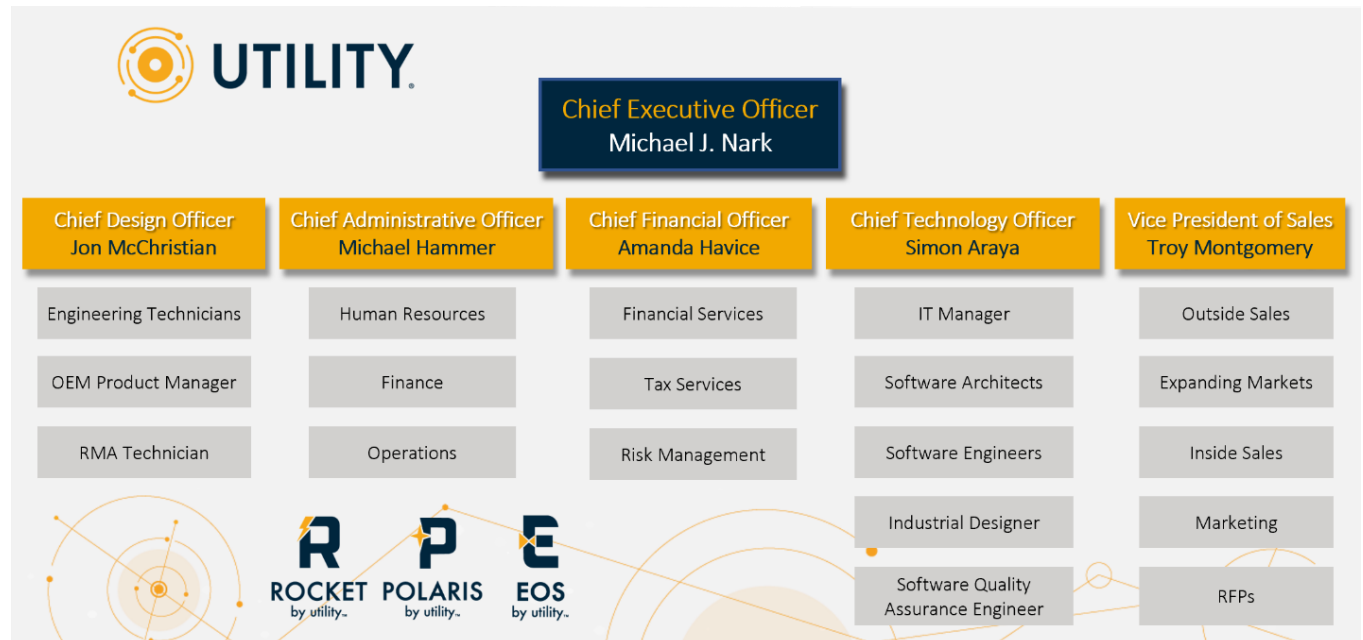 UTILITY®
Chief Executive Officer
Michael J. Nark
Chief Design Officer
Jon McChristian
Chief Administrative Officer
Michael Hammer
Chief Financial Officer
Amanda Havice
Chief Technology Officer
Simon Araya
Vice President of Sales
Troy Montgomery
Engineering Technicians
OEM Product Manager
RMA Technician
Human Resources
Finance
Operations
Financial Services
Tax Services
Risk Management
IT Manager
Software Architects
Software Engineers
Industrial Designer
Software Quality
Assurance Engineer
Outside Sales
Expanding Markets
Inside Sales
Marketing
RFPs
R
ROCKET
by utility™
P
POLARIS
by utility™
E
EOS
by utility™